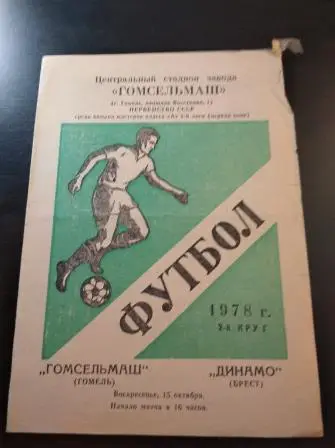 Центральный стадион завода
«ГОМСЕЛЬМАШ»
ПЕРВЕНСТВО СССР
ФУТБОЛ
1978 г.
2-й КРУГ
„ГОМСЕЛЬМАШ"
(ГОМЕЛЬ)
„ДИНАМО"
(БРЕСТ)
Воскресенье, 15 октября.
Начало матча в 16 часов.